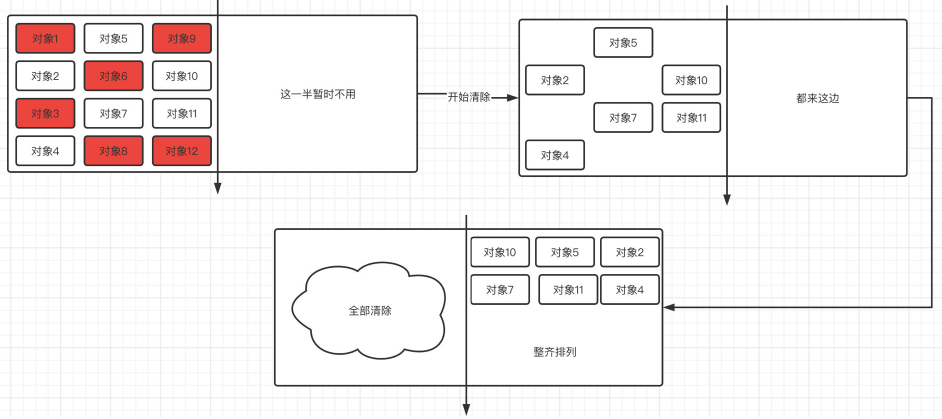 对象1
对象5
对象9
对象2
对象6
对象10
对象3
对象7
对象11
对象4
对象8
对象12
这一半暂时不用
开始清除
对象5
对象2
对象10
对象7
对象11
对象4
都来这边
全部清除
对象10
对象5
对象2
对象7
对象11
对象4
整齐排列